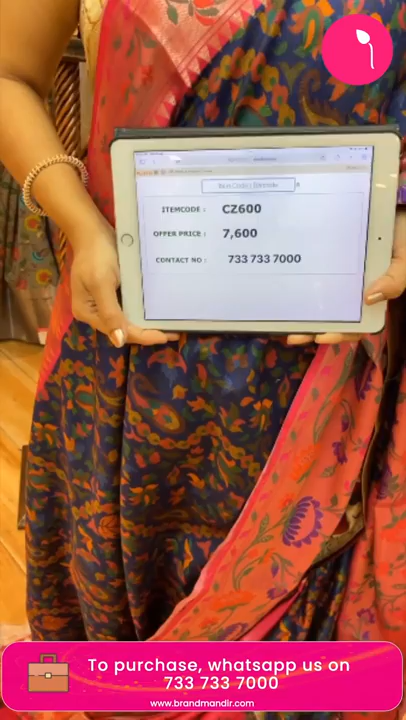 ITEMCODE : CZ600
OFFER PRICE : 7,600
CONTACT NO : 733 733 7000
To purchase, whatsapp us on
733 733 7000
www.brandmandir.com